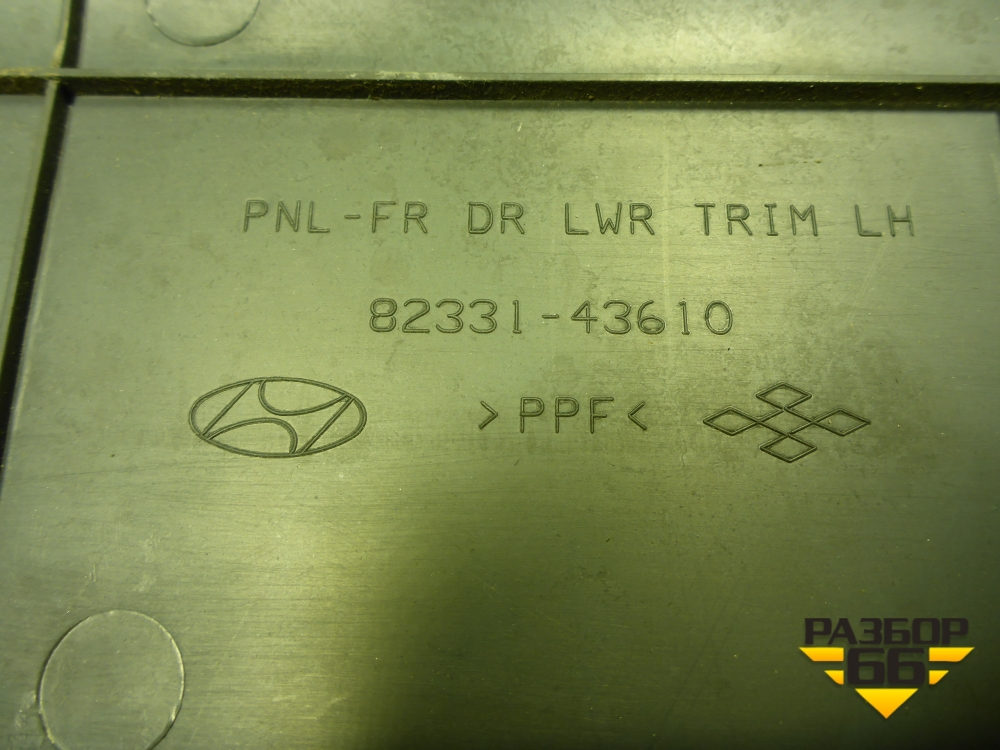 PNL-FR DR LWR TRIM LH
82331-43610
>PPF<
РАЗБОР
66